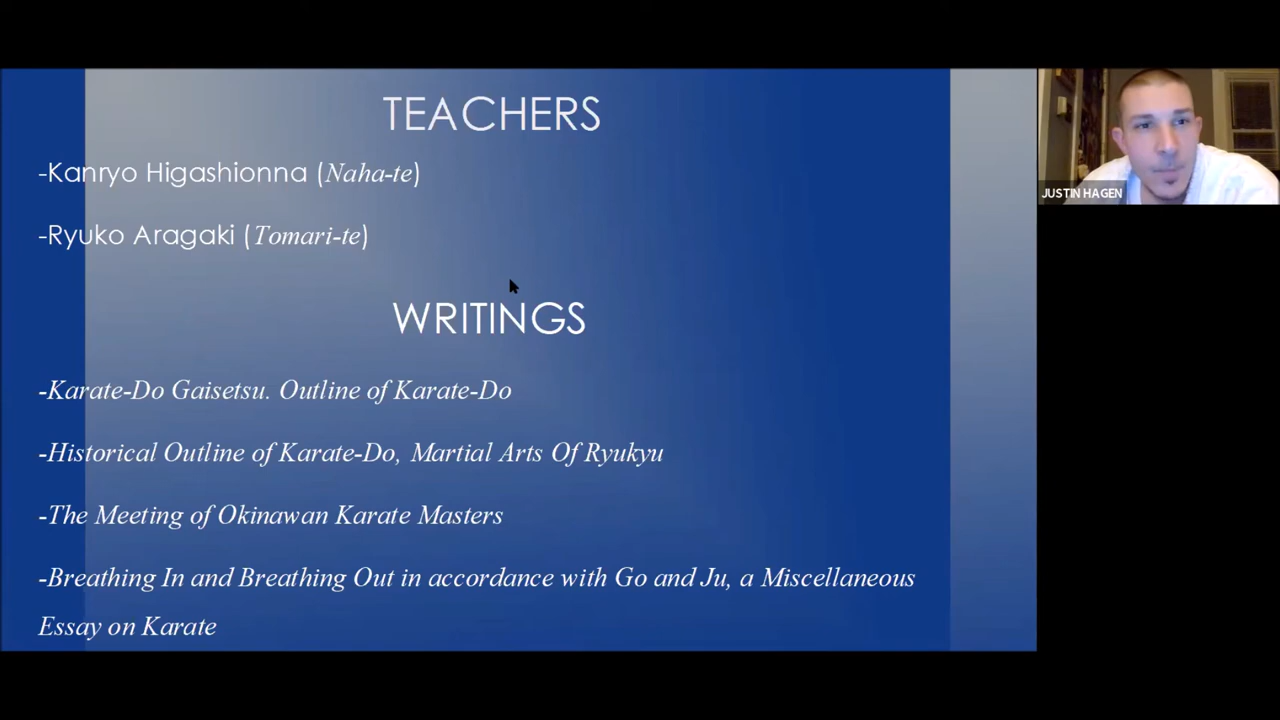 TEACHERS
-Kanryo Higashionna (Naha-te)
-Ryuko Aragaki (Tomari-te)
WRITINGS
-Karate-Do Gaisetsu. Outline of Karate-Do
-Historical Outline of Karate-Do, Martial Arts Of Ryukyu
-The Meeting of Okinawan Karate Masters
-Breathing In and Breathing Out in accordance with Go and Ju, a Miscellaneous
Essay on Karate
JUSTIN HAGEN